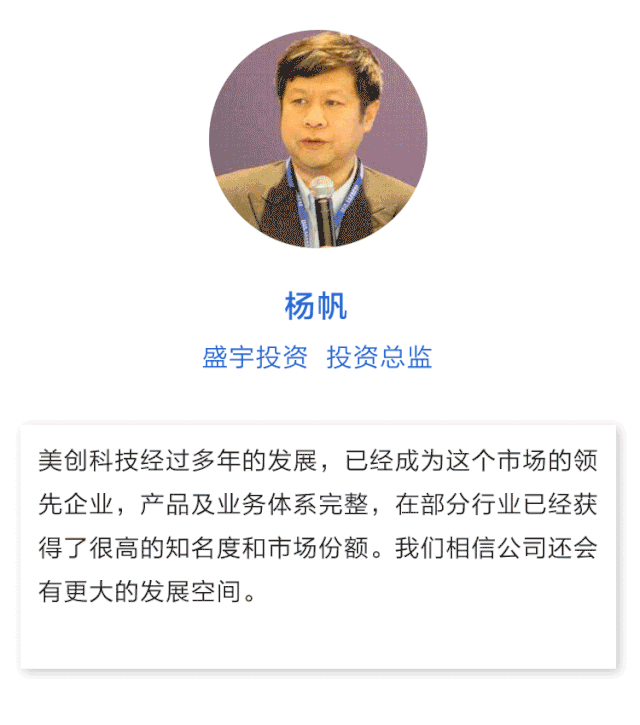 杨帆
盛宇投资 投资总监
美创科技经过多年的发展，已经成为这个市场的领
先企业，产品及业务体系完整，在部分行业已经获
得了很高的知名度和市场份额。我们相信公司还会
有更大的发展空间。